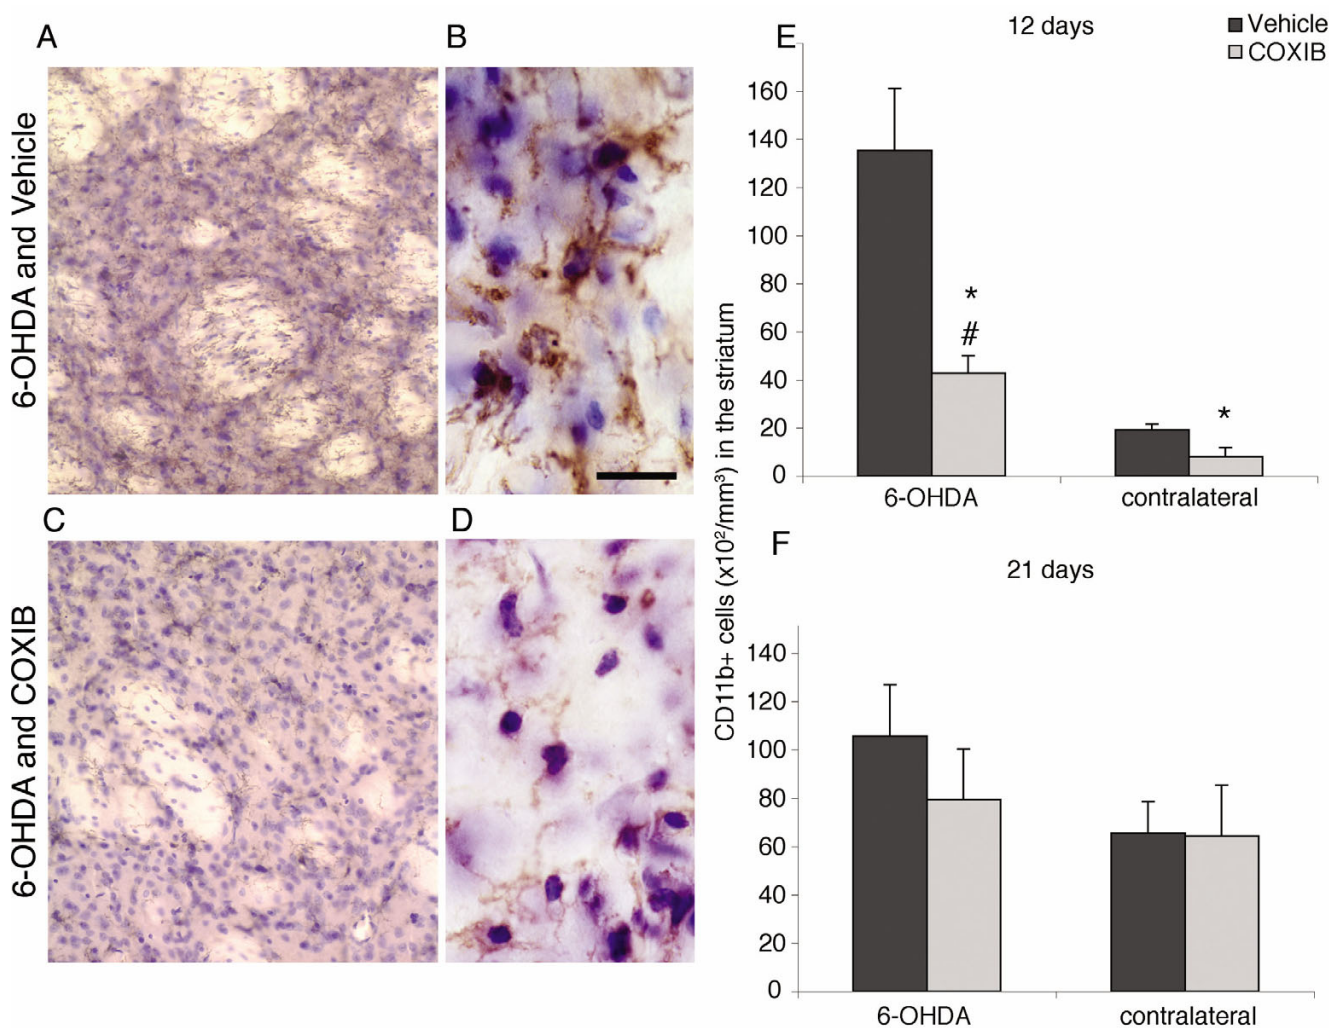 A
B
6-OHDA and Vehicle
C
D
6-OHDA and COXIB
E
12 days
Vehicle
COXIB
CD11b+ cells (x10²/mm³) in the striatum
160
140
120
100
80
60
40
20
0
*
#
*
6-OHDA
contralateral
F
21 days
140
120
100
80
60
40
20
0
6-OHDA
contralateral